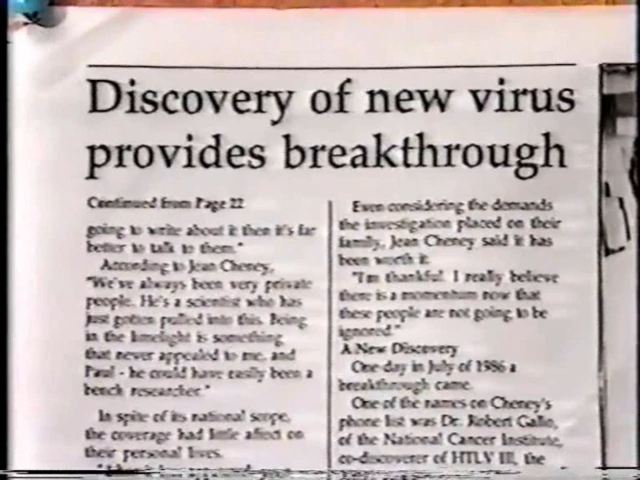 Discovery of new virus
provides breakthrough
Continued from Page 22
going to write about it then it's far
better to talk to them."
According to Jean Cheney,
"We've always been very private
people. He's a scientist who has
just gotten pulled into this. Being
in the limelight is something
that never appealed to me, and
Paul - he could have easily been a
bench researcher."
In spite of its national scope,
the coverage had little affect on
their personal lives.
Even considering the demands
the investigation placed on their
family, Jean Cheney said it has
been worth it.
"I'm thankful. I really believe
there is a momentum now that
these people are not going to be
ignored."
A New Discovery
One day in July of 1986 a
breakthrough came.
One of the names on Cheney's
phone list was Dr. Robert Gallo,
of the National Cancer Institute,
co-discoverer of HTLV III, the